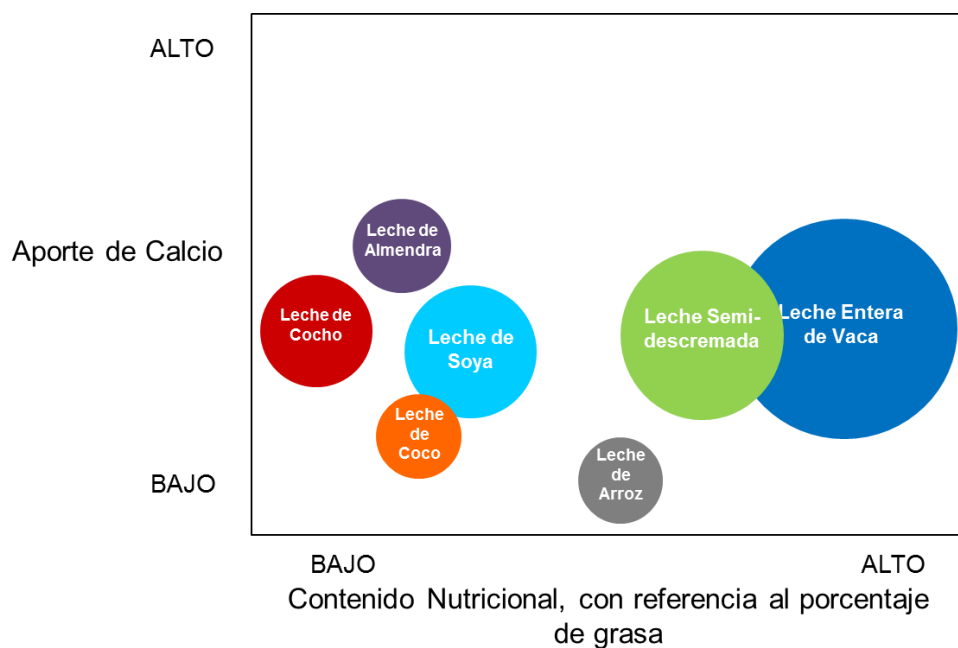 ALTO
Aporte de Calcio
BAJO
Leche de
Almendra
Leche de
Cocho
Leche de
Soya
Leche
de
Coco
Leche Semi-
descremada
Leche Entera
de Vaca
Leche
de
Arroz
BAJO
ALTO
Contenido Nutricional, con referencia al porcentaje
de grasa